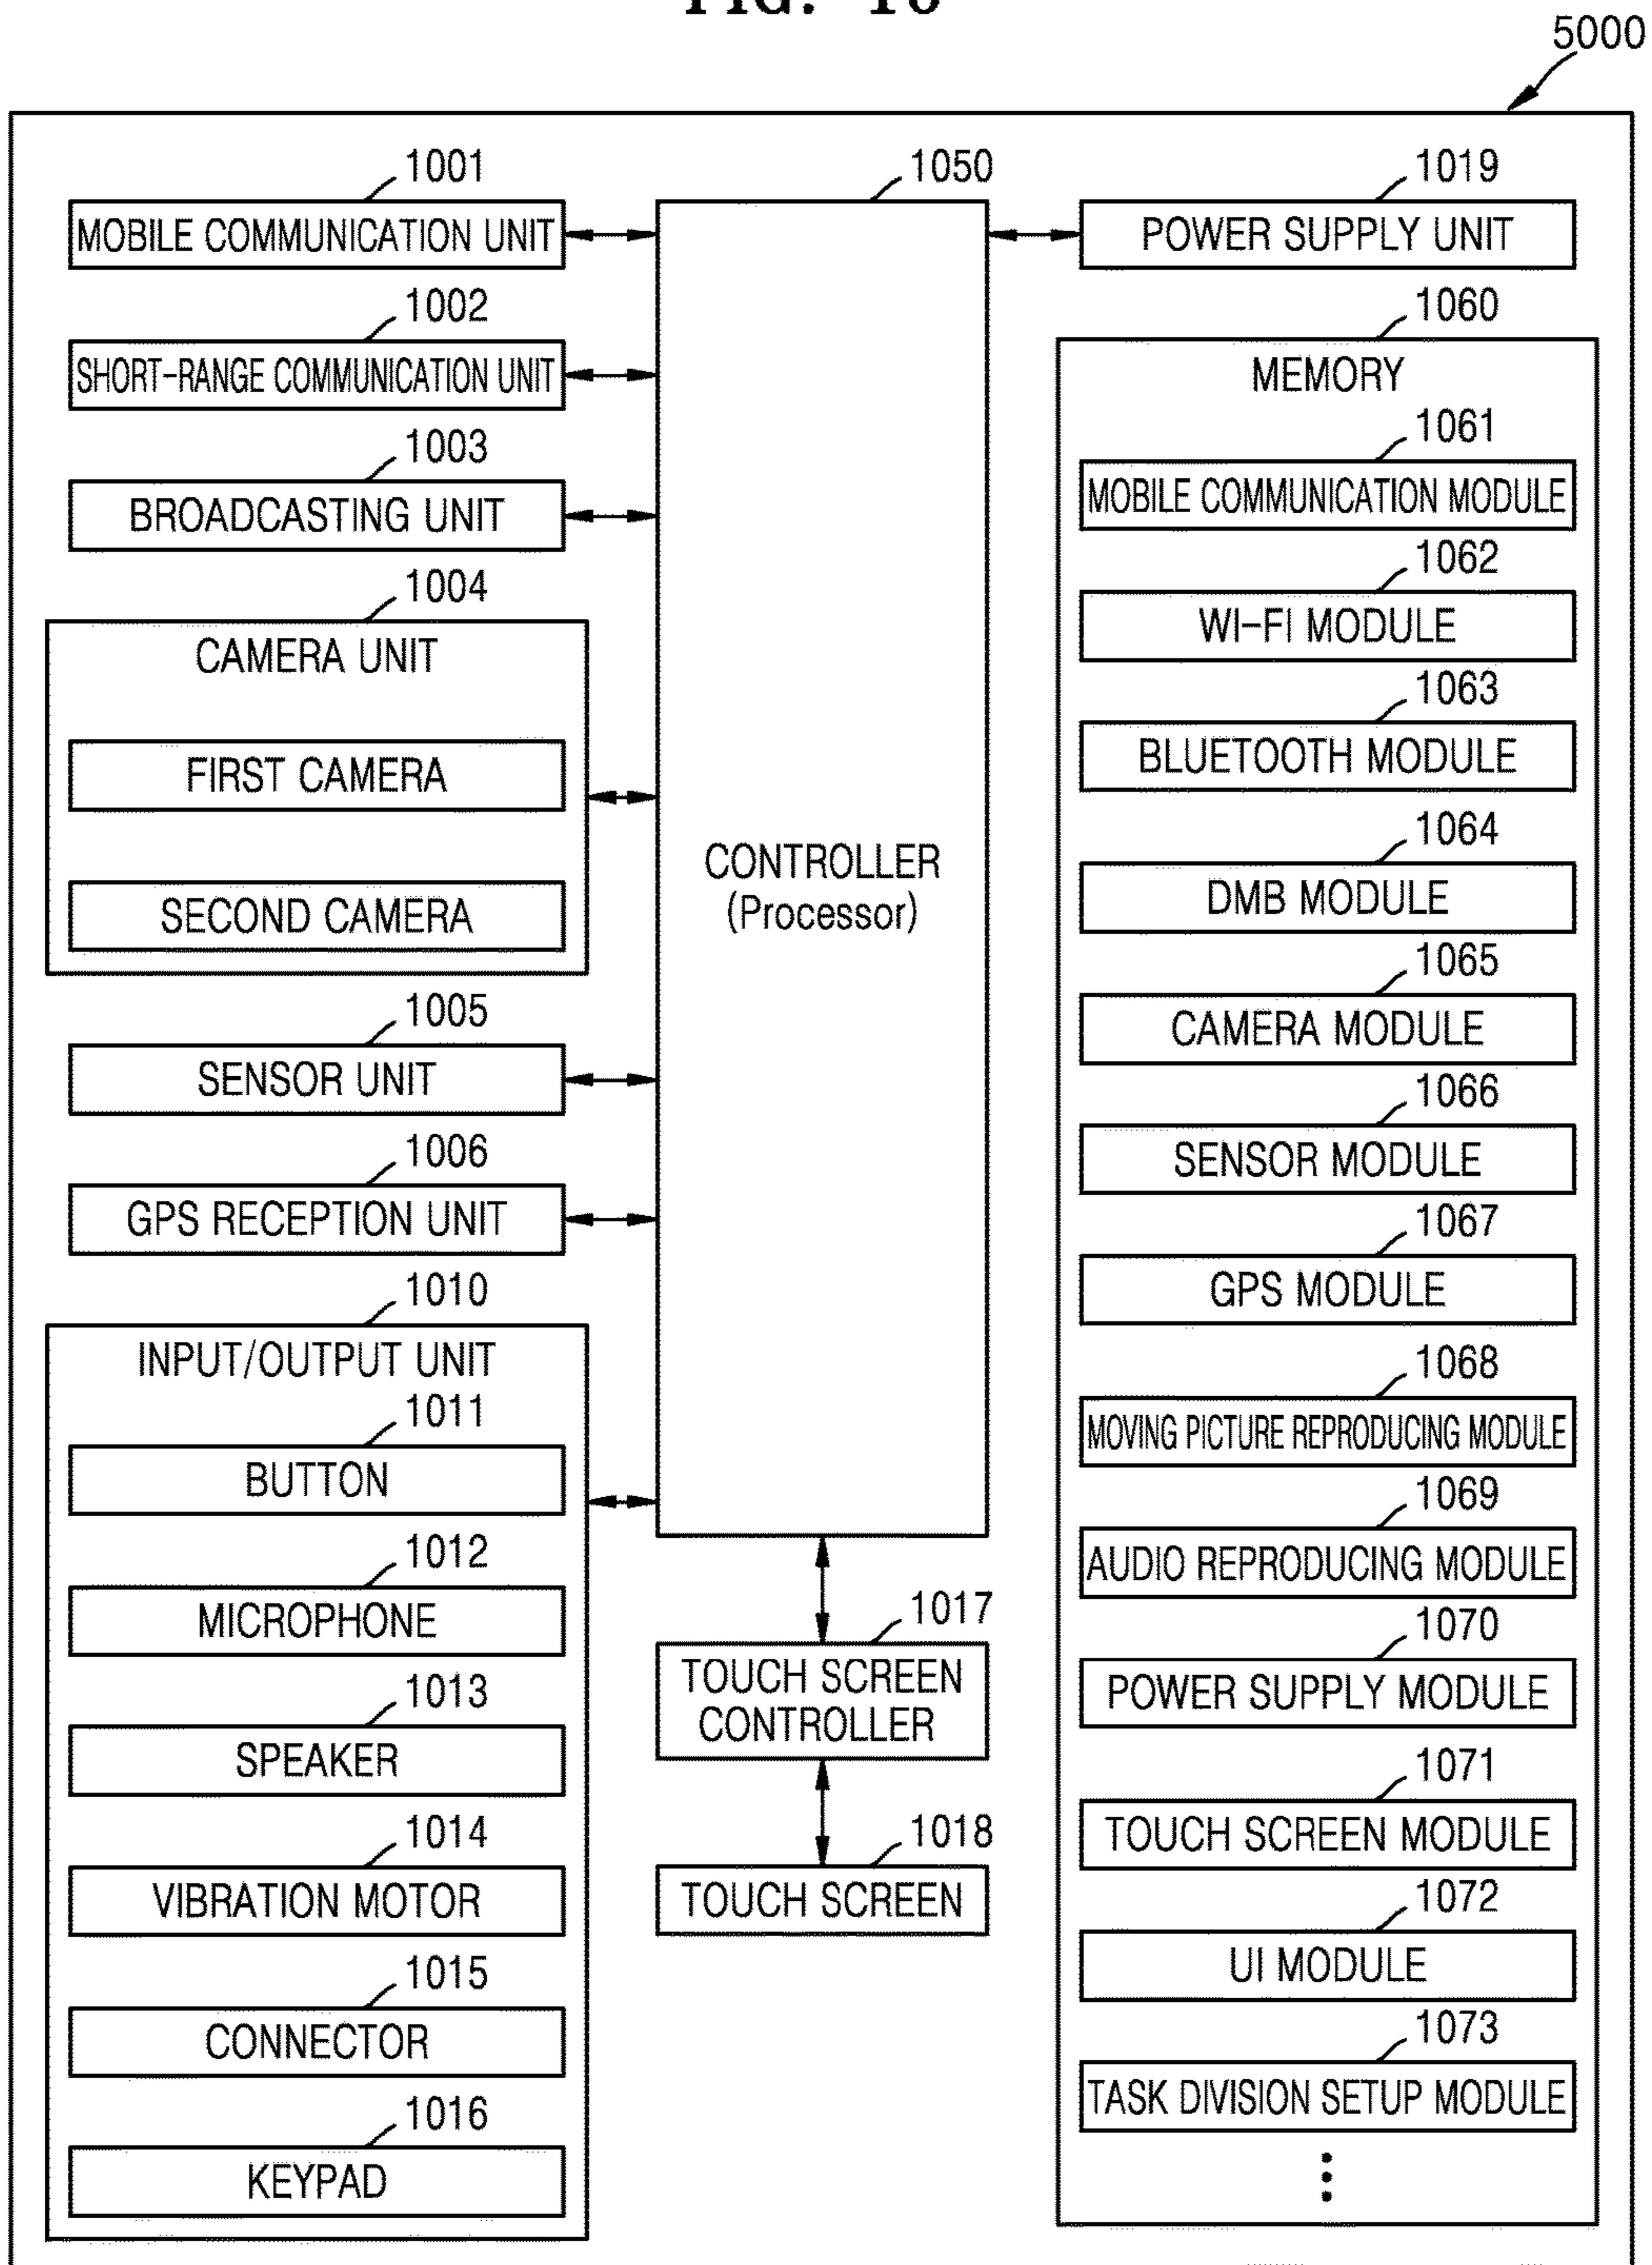 FIG.
5000
1001
MOBILE COMMUNICATION UNIT
1002
SHORT-RANGE COMMUNICATION UNIT
1003
BROADCASTING UNIT
1004
CAMERA UNIT
FIRST CAMERA
SECOND CAMERA
1005
SENSOR UNIT
1006
GPS RECEPTION UNIT
1010
INPUT/OUTPUT UNIT
1011
BUTTON
1012
MICROPHONE
1013
SPEAKER
1014
VIBRATION MOTOR
1015
CONNECTOR
1016
KEYPAD
1050
CONTROLLER
(Processor)
1017
TOUCH SCREEN
CONTROLLER
1018
TOUCH SCREEN
1019
POWER SUPPLY UNIT
1060
MEMORY
1061
MOBILE COMMUNICATION MODULE
1062
WI-FI MODULE
1063
BLUETOOTH MODULE
1064
DMB MODULE
1065
CAMERA MODULE
1066
SENSOR MODULE
1067
GPS MODULE
1068
MOVING PICTURE REPRODUCING MODULE
1069
AUDIO REPRODUCING MODULE
1070
POWER SUPPLY MODULE
1071
TOUCH SCREEN MODULE
1072
UI MODULE
1073
TASK DIVISION SETUP MODULE